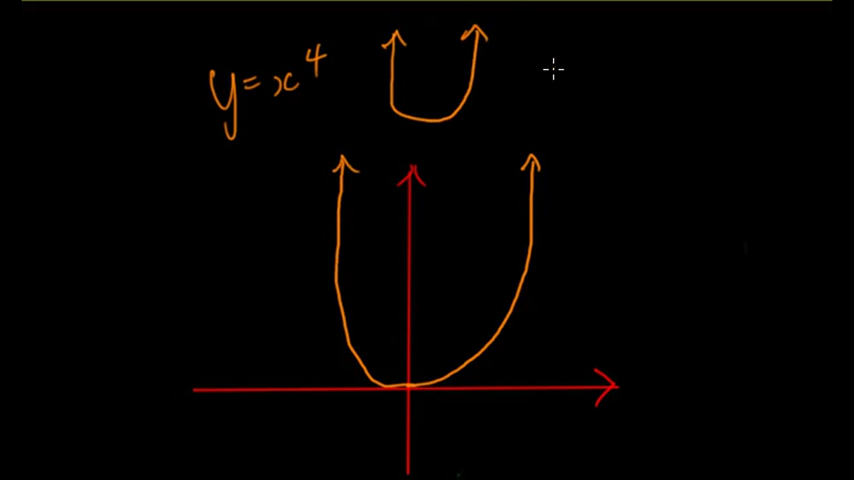 y = x⁴